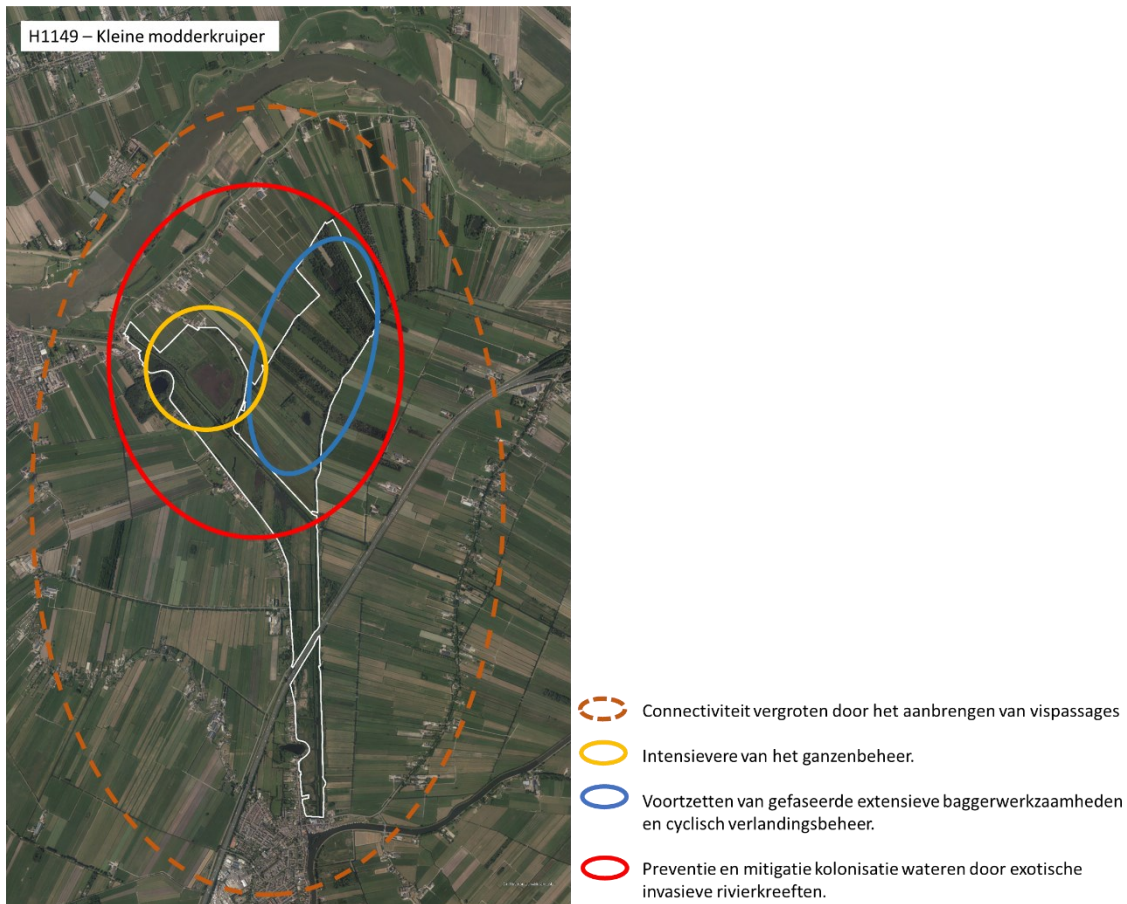 H1149 – Kleine modderkruiper
Connectiviteit vergroten door het aanbrengen van vispassages
Intensievere van het ganzenbeheer.
Voortzetten van gefaseerde extensieve baggerwerkzaamheden
en cyclisch verlandingsbeheer.
Preventie en mitigatie kolonisatie wateren door exotische
invasieve rivierkreeften.